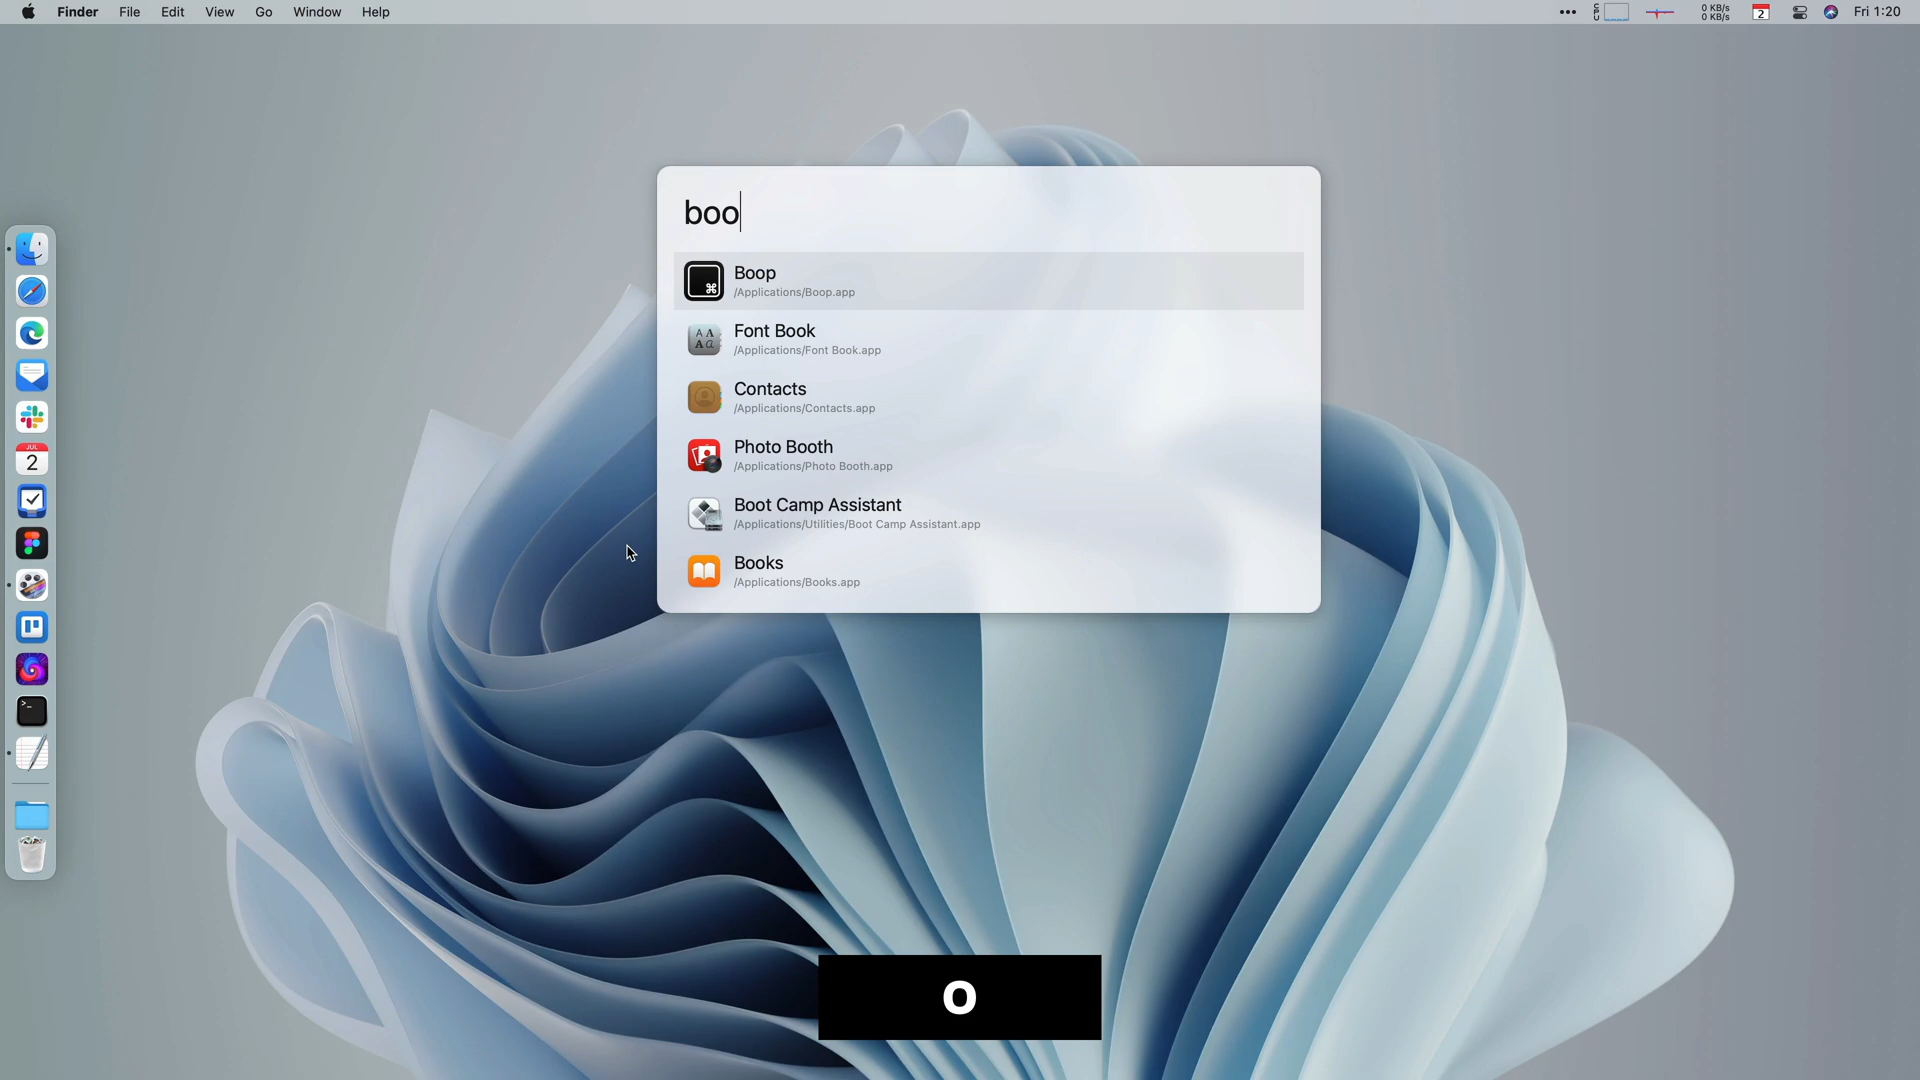 Finder File Edit View Go Window Help ••• CPU 0 KB/s 2 Fri 1:20
0 KB/s
boo
Boop
/Applications/Boop.app
Font Book
/Applications/Font Book.app
Contacts
/Applications/Contacts.app
Photo Booth
/Applications/Photo Booth.app
Boot Camp Assistant
/Applications/Utilities/Boot Camp Assistant.app
Books
/Applications/Books.app
JUL
2
>_
o